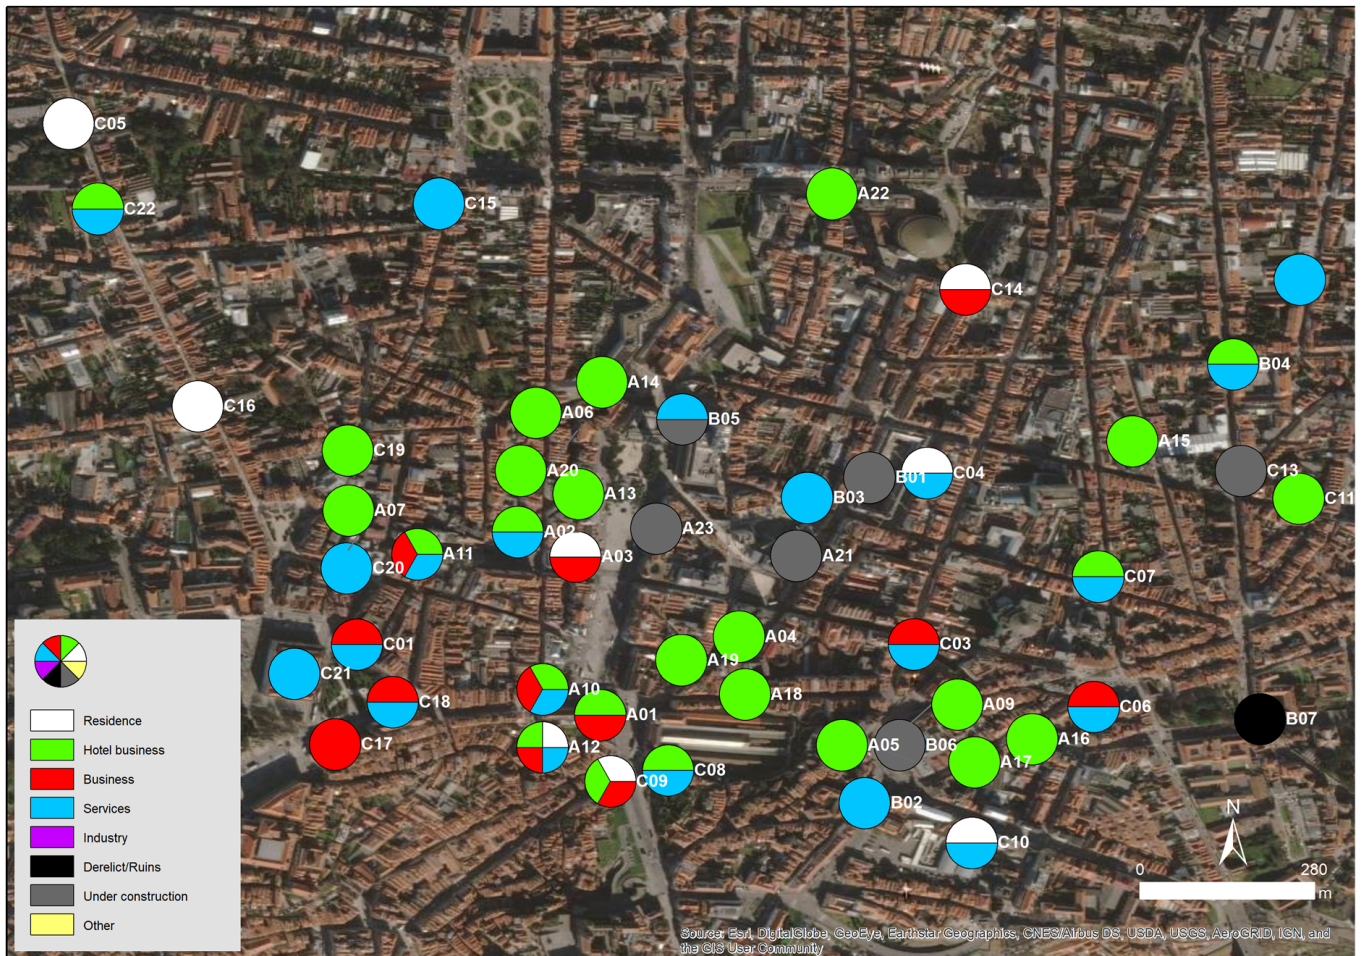 C05
A22
C22
C15
C14
B04
A14
C16
A06
B05
A15
C19
A20
C04
C13
B01
A13
B03
C11
A07
A02
A23
A11
A03
A21
C20
C07
A04
C01
C03
A19
C21
A10
A18
C18
A09
C06
A01
B07
C17
A12
A05
B06
A16
A17
C08
C09
B02
C10
Residence
Hotel business
Business
Services
Industry
Derelict/Ruins
Under construction
Other
N
0 280
m
Source: Esri, DigitalGlobe, GeoEye, Earthstar Geographics, CNES/Airbus DS, USDA, USGS, AeroGRID, IGN, and
the GIS User Community